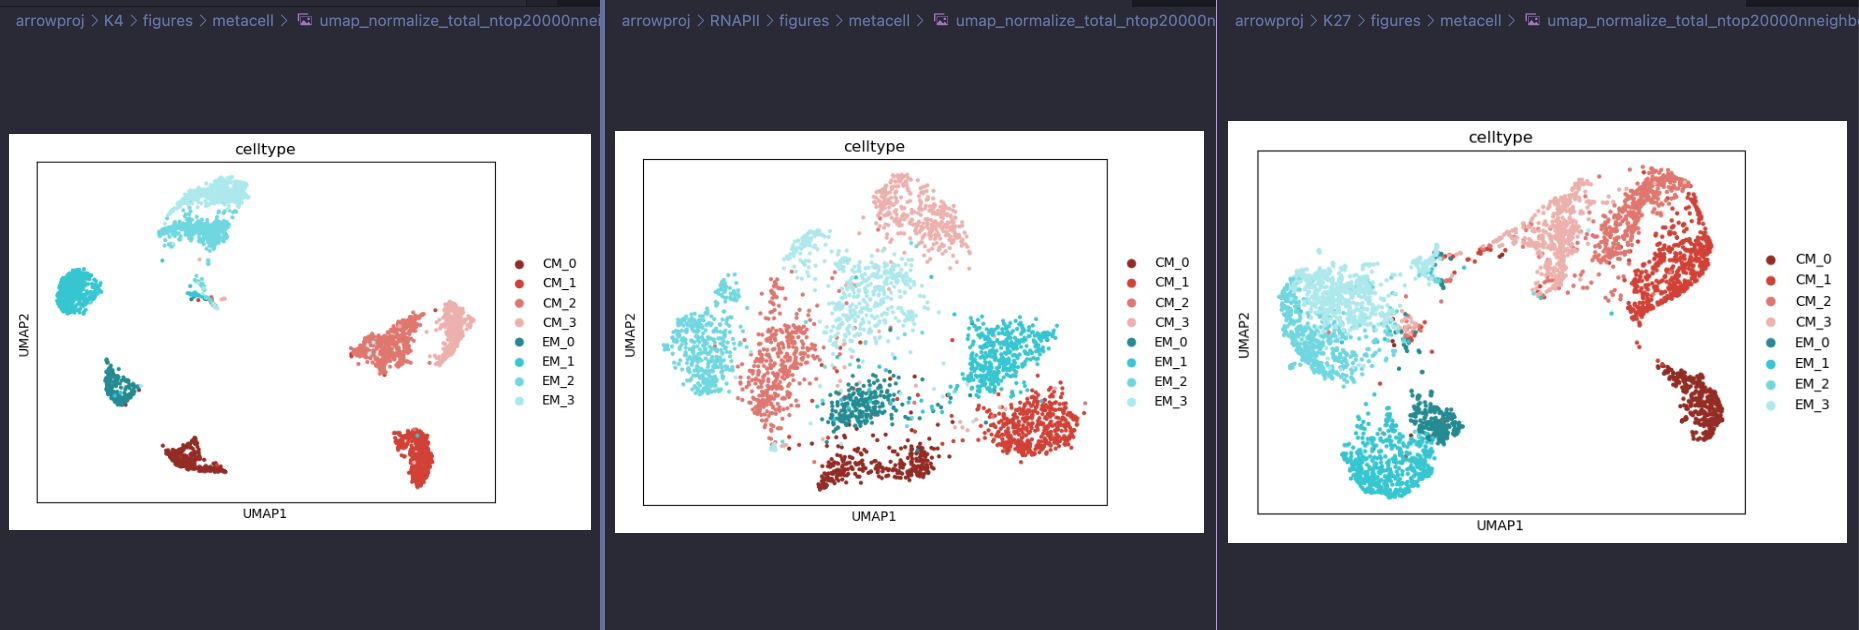 arrowproj > K4 > figures > metacell > umap_normalize_total_ntop20000nnei
celltype
UMAP2
UMAP1
CM_0
CM_1
CM_2
CM_3
EM_0
EM_1
EM_2
EM_3
arrowproj > RNAPII > figures > metacell > umap_normalize_total_ntop20000n
celltype
UMAP2
UMAP1
CM_0
CM_1
CM_2
CM_3
EM_0
EM_1
EM_2
EM_3
arrowproj > K27 > figures > metacell > umap_normalize_total_ntop20000nneighb
celltype
UMAP2
UMAP1
CM_0
CM_1
CM_2
CM_3
EM_0
EM_1
EM_2
EM_3